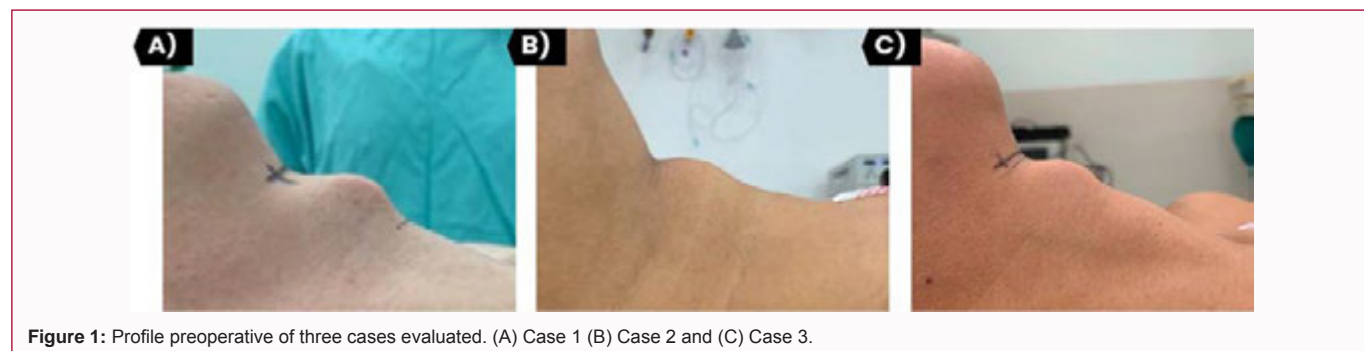 A)
B)
C)
Figure 1: Profile preoperative of three cases evaluated. (A) Case 1 (B) Case 2 and (C) Case 3.